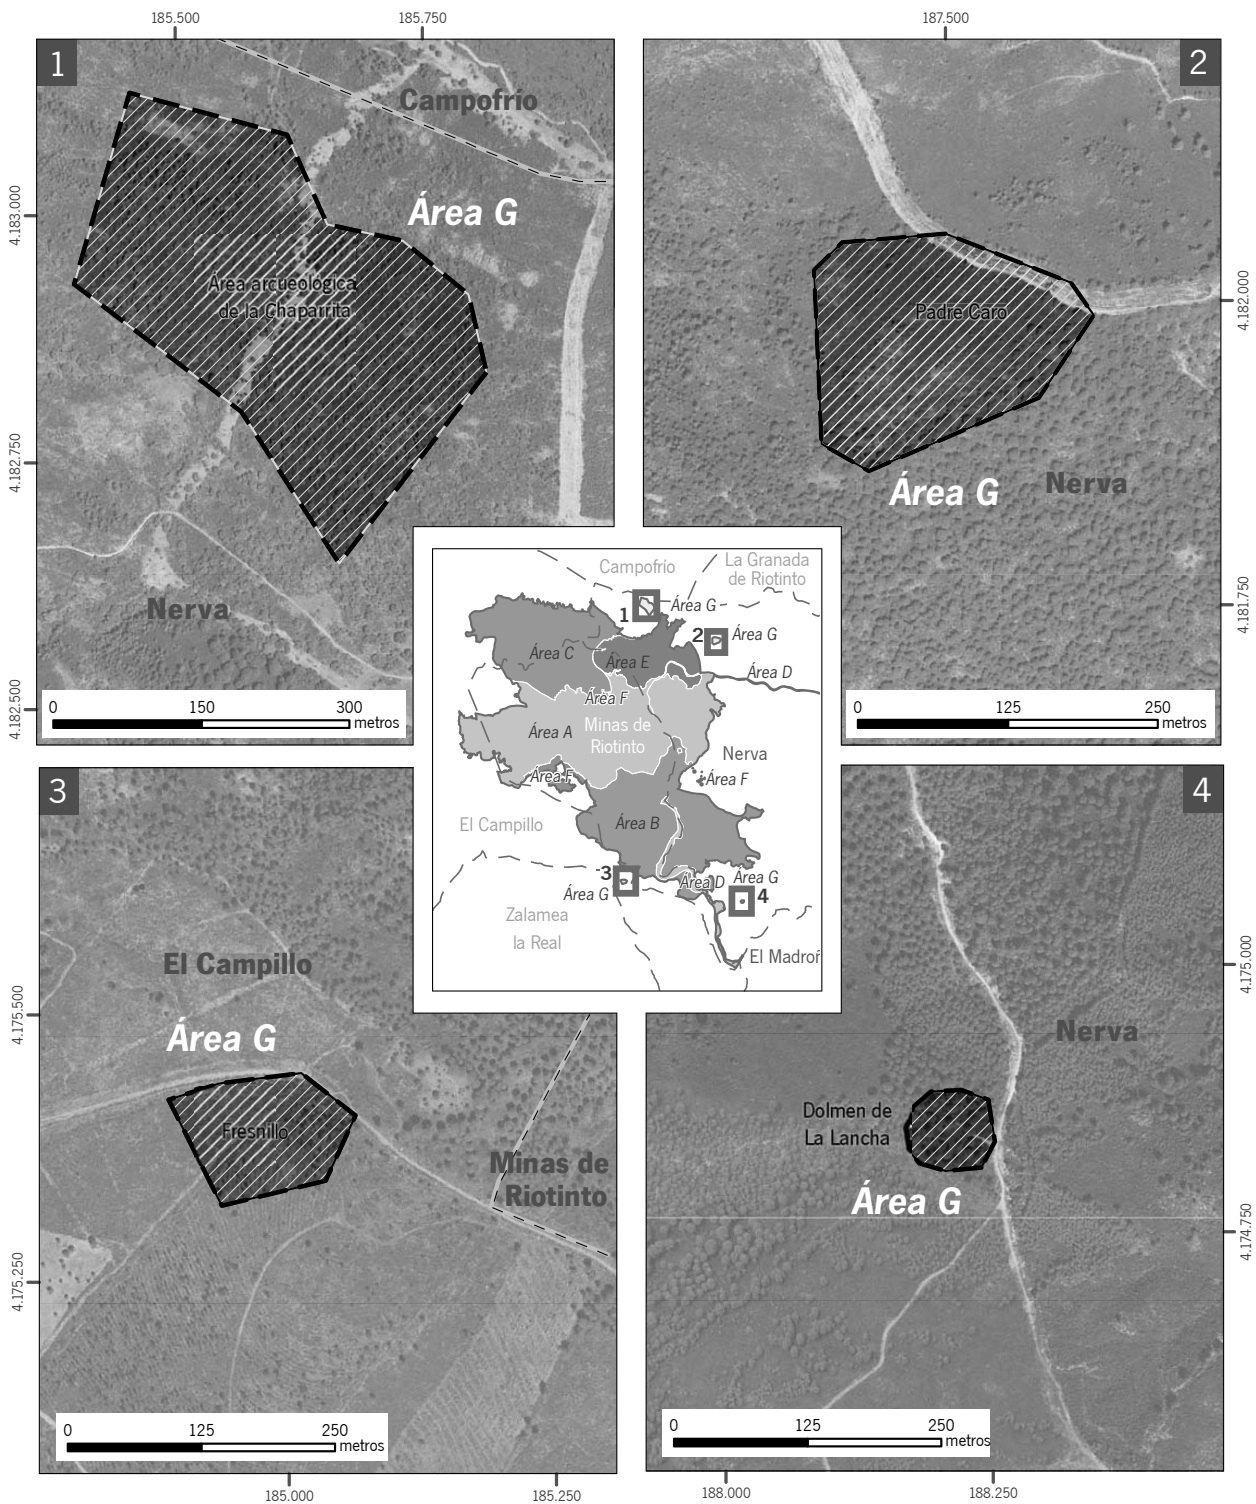 185.500
185.750
187.500
1
Campofrío
Área G
4.183.000
Área arcueológica
de la Chaparrita
4.182.750
Nerva
4.182.500
0 150 300
metros
2
4.182.000
Padre Caro
Área G
Nerva
4.181.750
0 125 250
metros
Campofrío
La Granada
de Riotinto
1
Área G
2
Área G
Área C
Área E
Área D
Área F
Área A
Minas de
Riotinto
Nerva
Área F
Área F
El Campillo
Área B
3
Área G
Área D
Área G
4
Zalamea
la Real
El Madroñ
3
El Campillo
4.175.500
Área G
Fresnillo
Minas de
Riotinto
4.175.250
0 125 250
metros
185.000
185.250
4
4.175.000
Nerva
Dolmen de
La Lancha
Área G
4.174.750
0 125 250
metros
188.000
188.250